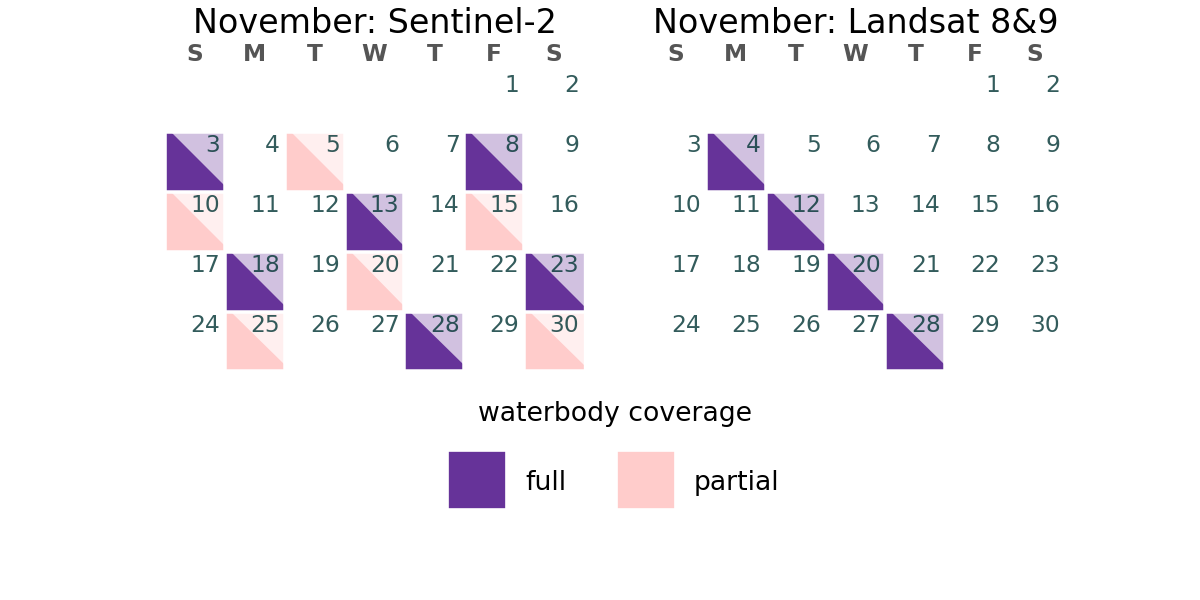 November: Sentinel-2
S M T W T F S
1 2
3 4 5 6 7 8 9
10 11 12 13 14 15 16
17 18 19 20 21 22 23
24 25 26 27 28 29 30
November: Landsat 8&9
S M T W T F S
1 2
3 4 5 6 7 8 9
10 11 12 13 14 15 16
17 18 19 20 21 22 23
24 25 26 27 28 29 30
waterbody coverage
full
partial